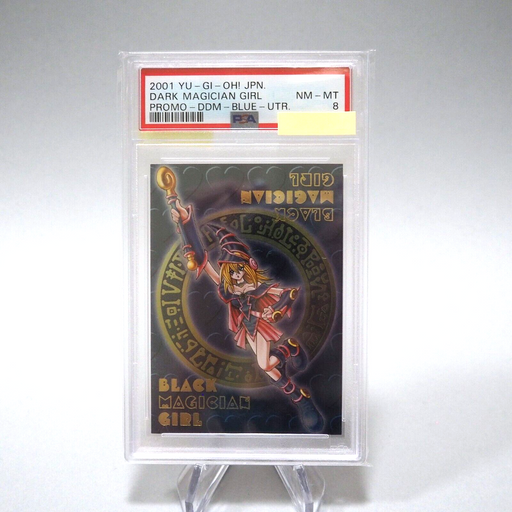 2001 YU-GI-OH! JPN.
DARK MAGICIAN GIRL NM-MT
PROMO-DDM-BLUE-UTR. 8
PSA
BLACK
MAGICIAN
GIRL
BLACK
MAGICIAN
GIRL